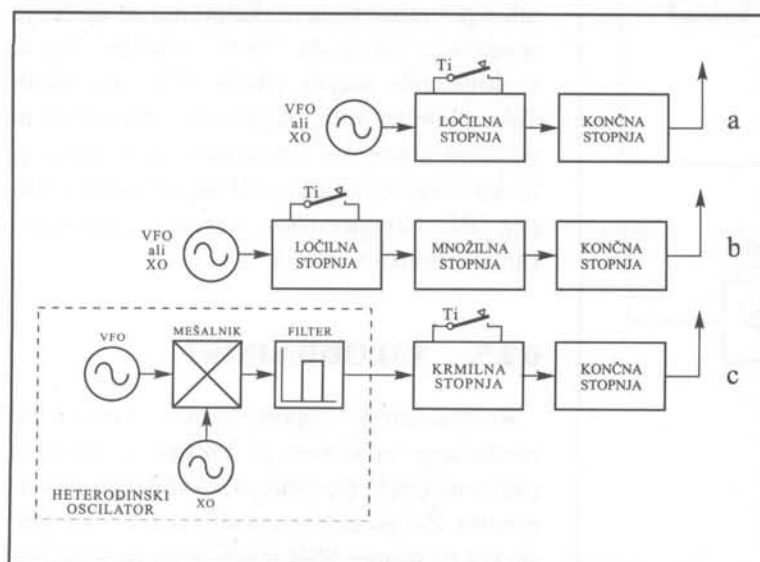 Ti
VFO
ali
XO
LOČILNA
STOPNJA
KONČNA
STOPNJA
a
Ti
VFO
ali
XO
LOČILNA
STOPNJA
MNOŽILNA
STOPNJA
KONČNA
STOPNJA
b
VFO
MEŠALNIK
FILTER
Ti
KRMILNA
STOPNJA
KONČNA
STOPNJA
c
XO
HETERODINSKI
OSCILATOR